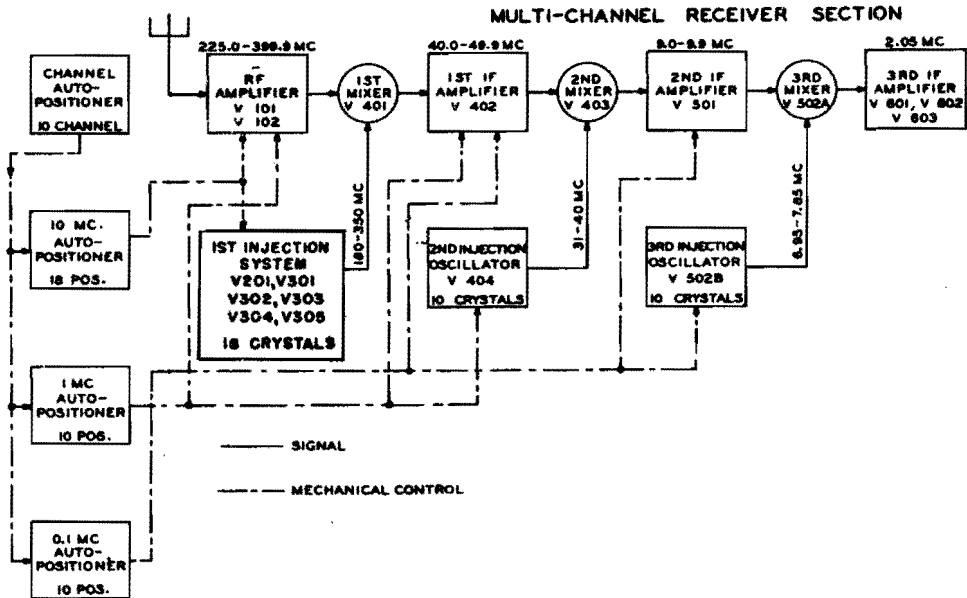 MULTI-CHANNEL RECEIVER SECTION
225.0-399.9 MC
40.0-49.9 MC
9.0-9.9 MC
2.05 MC
CHANNEL
AUTO-
POSITIONER
10 CHANNEL
RF
AMPLIFIER
V 101
V 102
1ST
MIXER
V 401
1ST IF
AMPLIFIER
V 402
2ND
MIXER
V 403
2ND IF
AMPLIFIER
V 501
3RD
MIXER
V 502A
3RD IF
AMPLIFIER
V 601, V 602
V 603
10 MC.
AUTO-
POSITIONER
18 POS.
1ST INJECTION
SYSTEM
V201, V301
V302, V303
V304, V305
18 CRYSTALS
180-350 MC
2ND INJECTION
OSCILLATOR
V 404
10 CRYSTALS
31-40 MC
3RD INJECTION
OSCILLATOR
V 502B
10 CRYSTALS
6.95-7.85 MC
1 MC
AUTO-
POSITIONER
10 POS.
SIGNAL
MECHANICAL CONTROL
0.1 MC
AUTO-
POSITIONER
10 POS.